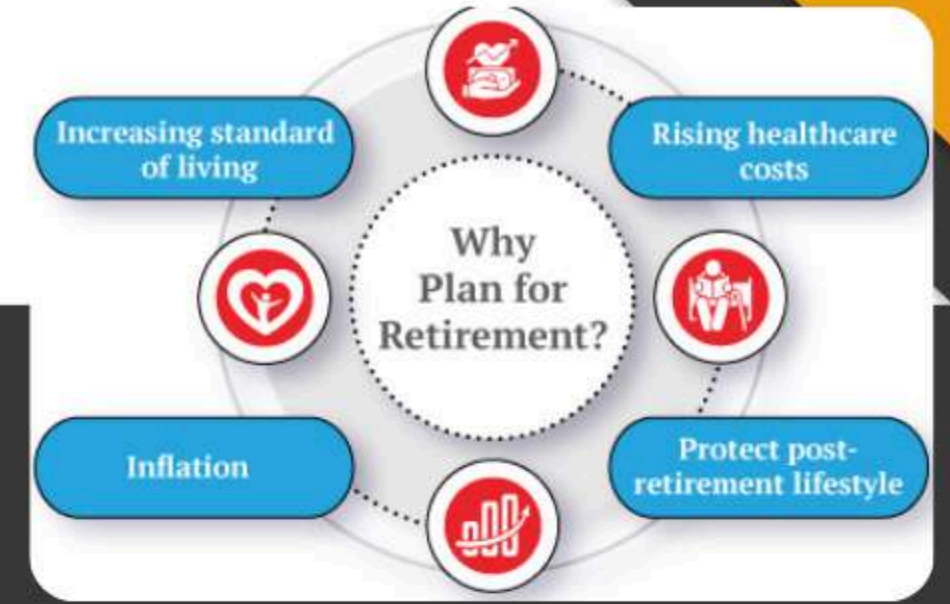 Increasing standard
of living
Rising healthcare
costs
Why
Plan for
Retirement?
Inflation
Protect post-
retirement lifestyle